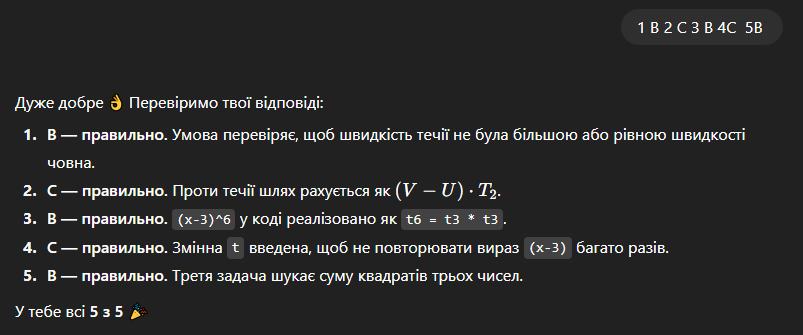 1 B 2 C 3 B 4C 5B
Дуже добре 👌 Перевіримо твої відповіді:
1. B — правильно. Умова перевіряє, щоб швидкість течії не була більшою або рівною швидкості
човна.
2. C — правильно. Проти течії шлях рахується як (V − U) · T₂.
3. B — правильно. (x-3)^6 у коді реалізовано як t6 = t3 * t3.
4. C — правильно. Змінна t введена, щоб не повторювати вираз (x-3) багато разів.
5. B — правильно. Третя задача шукає суму квадратів трьох чисел.
У тебе всі 5 з 5 🎉